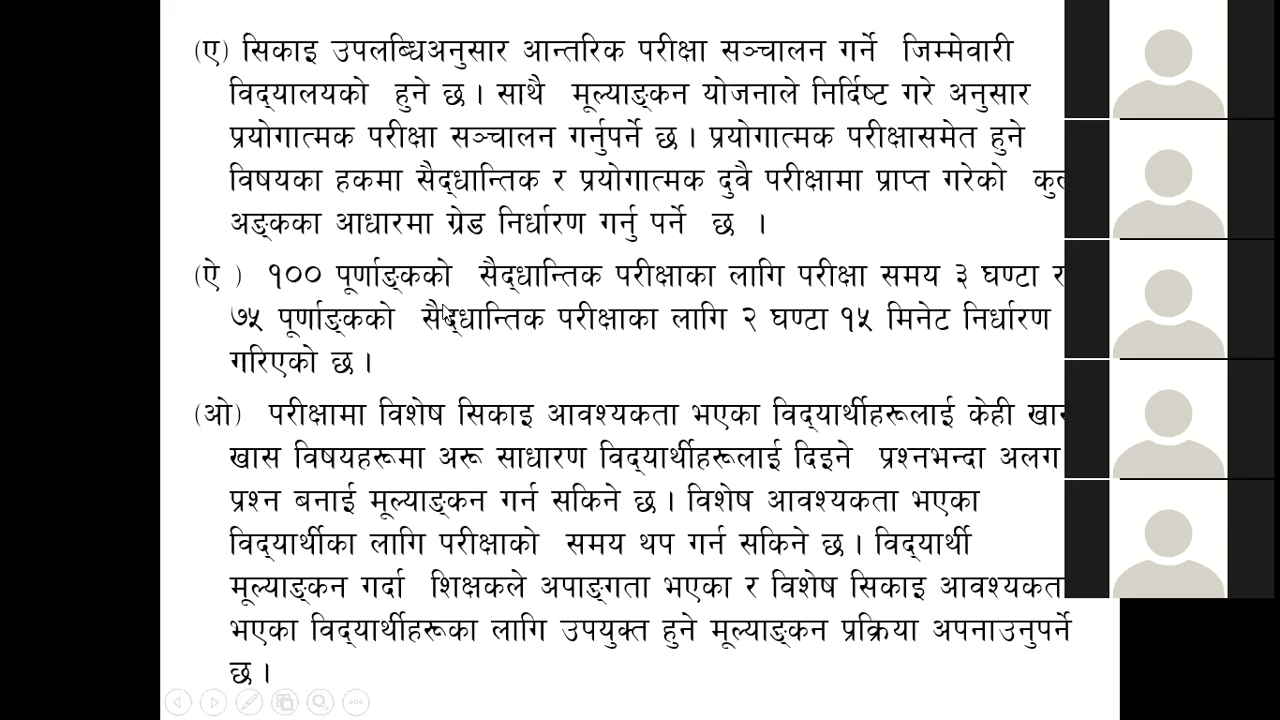 (ए) सिकाइ उपलब्धिअनुसार आन्तरिक परीक्षा सञ्चालन गर्ने जिम्मेवारी
विद्यालयको हुने छ । साथै मूल्याङ्कन योजनाले निर्दिष्ट गरे अनुसार
प्रयोगात्मक परीक्षा सञ्चालन गर्नुपर्ने छ । प्रयोगात्मक परीक्षासमेत हुने
विषयका हकमा सैद्धान्तिक र प्रयोगात्मक दुवै परीक्षामा प्राप्त गरेको
अङ्कका आधारमा ग्रेड निर्धारण गर्नु पर्ने छ ।
(ऐ ) १०० पूर्णाङ्कको सैद्धान्तिक परीक्षाका लागि परीक्षा समय ३ घण्टा र
७५ पूर्णाङ्कको सैद्धान्तिक परीक्षाका लागि २ घण्टा १५ मिनेट निर्धारण
गरिएको छ ।
(ओ) परीक्षामा विशेष सिकाइ आवश्यकता भएका विद्यार्थीहरूलाई केही
खास विषयहरूमा अरू साधारण विद्यार्थीहरूलाई दिइने प्रश्नभन्दा अलग
प्रश्न बनाई मूल्याङ्कन गर्न सकिने छ । विशेष आवश्यकता भएका
विद्यार्थीका लागि परीक्षाको समय थप गर्न सकिने छ । विद्यार्थी
मूल्याङ्कन गर्दा शिक्षकले अपाङ्गता भएका र विशेष सिकाइ आवश्यकता
भएका विद्यार्थीहरूका लागि उपयुक्त हुने मूल्याङ्कन प्रक्रिया अपनाउनुपर्ने
छ ।